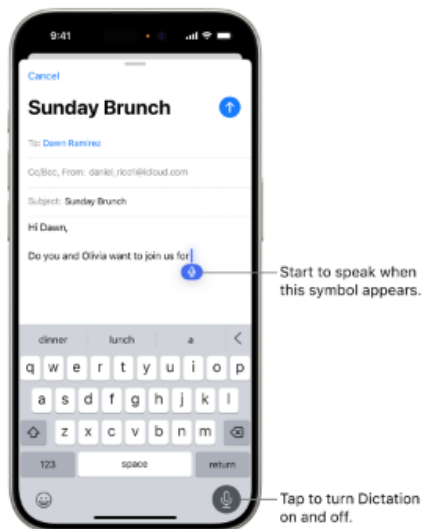 9:41
Cancel
Sunday Brunch
To: Dawn Ramirez
Cc/Bcc, From: daniel_rico1@icloud.com
Subject: Sunday Brunch
Hi Dawn,
Do you and Olivia want to join us for
Start to speak when
this symbol appears.
dinner lunch a
q w e r t y u i o p
a s d f g h j k l
z x c v b n m
123 space return
Tap to turn Dictation
on and off.